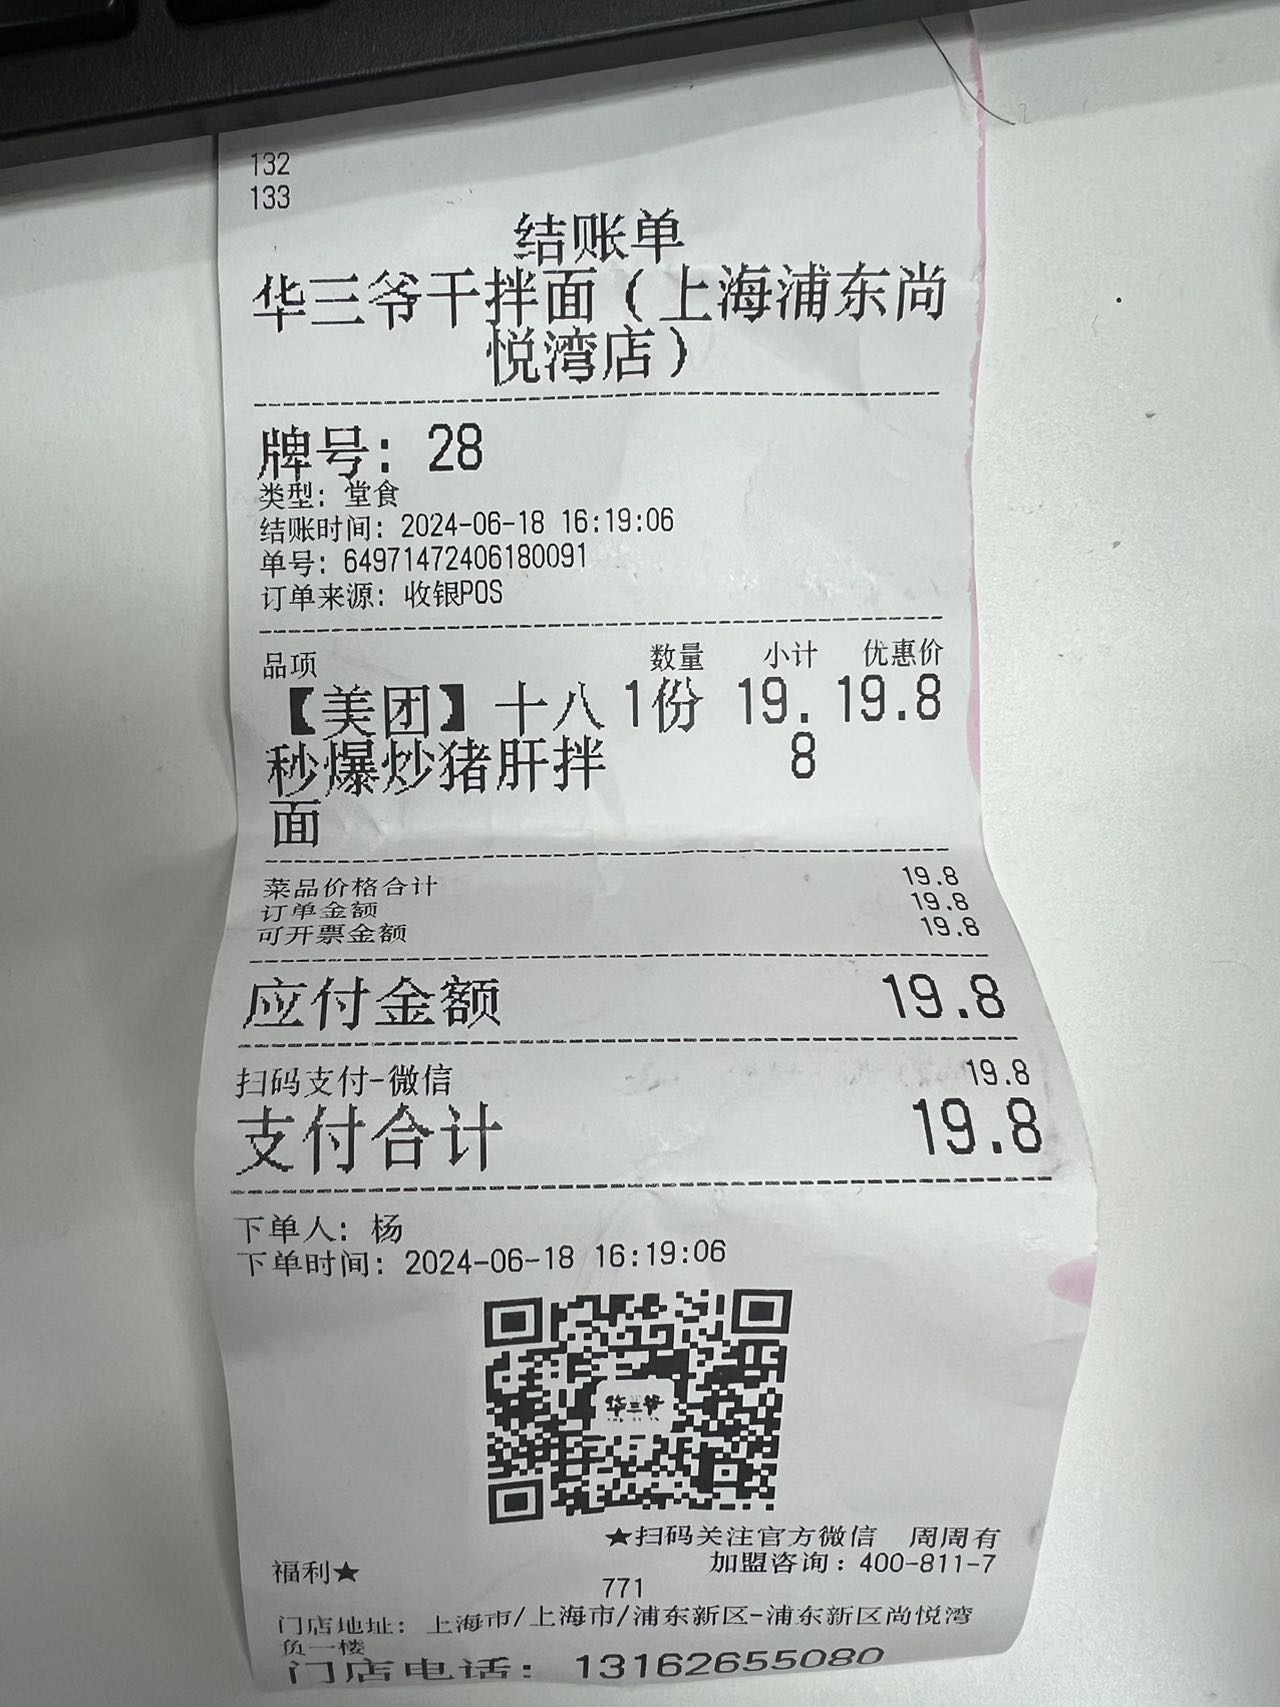 132
133
结账单
华三爷干拌面（上海浦东尚
悦湾店）
牌号：28
类型：堂食
结账时间：2024-06-18 16:19:06
单号：64971472406180091
订单来源：收银POS
品项 数量 小计 优惠价
【美团】十八 1份 19. 19.8
秒爆炒猪肝拌 8
面
菜品价格合计 19.8
订单金额 19.8
可开票金额 19.8
应付金额 19.8
扫码支付-微信 19.8
支付合计 19.8
下单人：杨
下单时间：2024-06-18 16:19:06
华三爷
★扫码关注官方微信 周周有
福利★ 加盟咨询：400-811-7
771
门店地址：上海市/上海市/浦东新区-浦东新区尚悦湾
负一楼
门店电话：13162655080